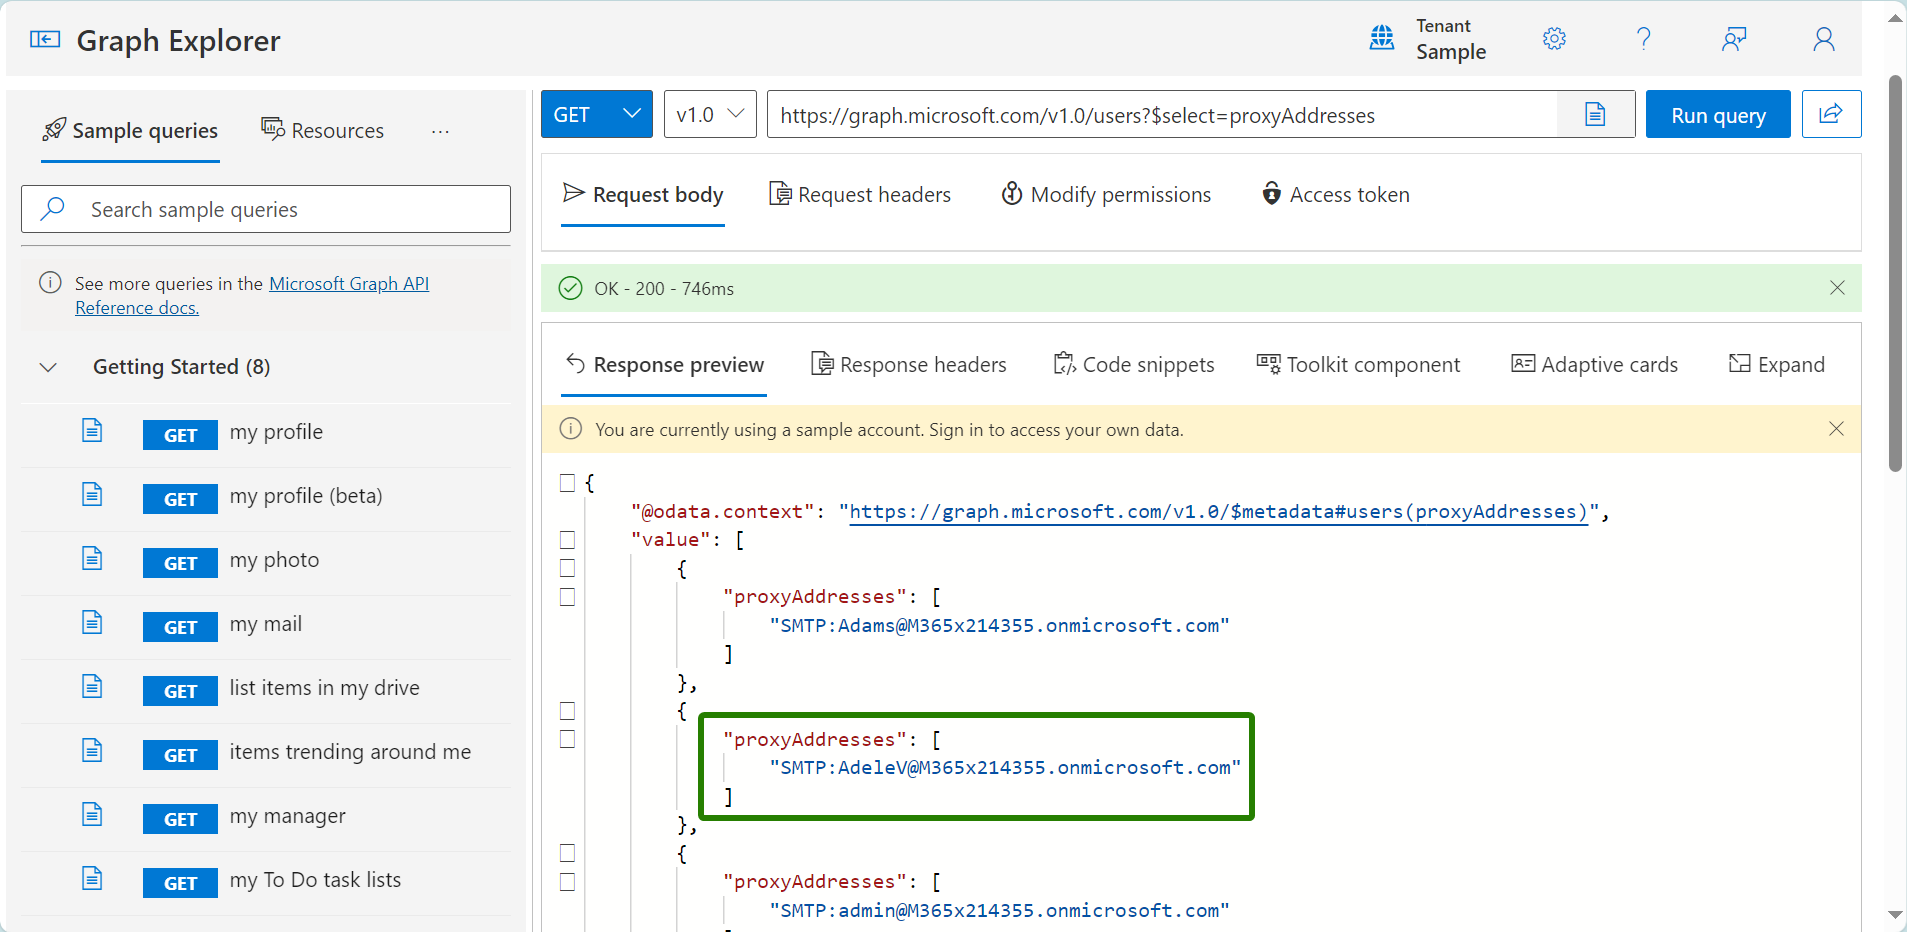 Graph Explorer
Tenant
Sample
Sample queries
Resources
...
Search sample queries
See more queries in the Microsoft Graph API
Reference docs.
Getting Started (8)
GET my profile
GET my profile (beta)
GET my photo
GET my mail
GET list items in my drive
GET items trending around me
GET my manager
GET my To Do task lists
GET
v1.0
https://graph.microsoft.com/v1.0/users?$select=proxyAddresses
Run query
Request body
Request headers
Modify permissions
Access token
OK - 200 - 746ms
Response preview
Response headers
Code snippets
Toolkit component
Adaptive cards
Expand
You are currently using a sample account. Sign in to access your own data.
{
"@odata.context": "https://graph.microsoft.com/v1.0/$metadata#users(proxyAddresses)",
"value": [
{
"proxyAddresses": [
"SMTP:Adams@M365x214355.onmicrosoft.com"
]
},
{
"proxyAddresses": [
"SMTP:AdeleV@M365x214355.onmicrosoft.com"
]
},
{
"proxyAddresses": [
"SMTP:admin@M365x214355.onmicrosoft.com"